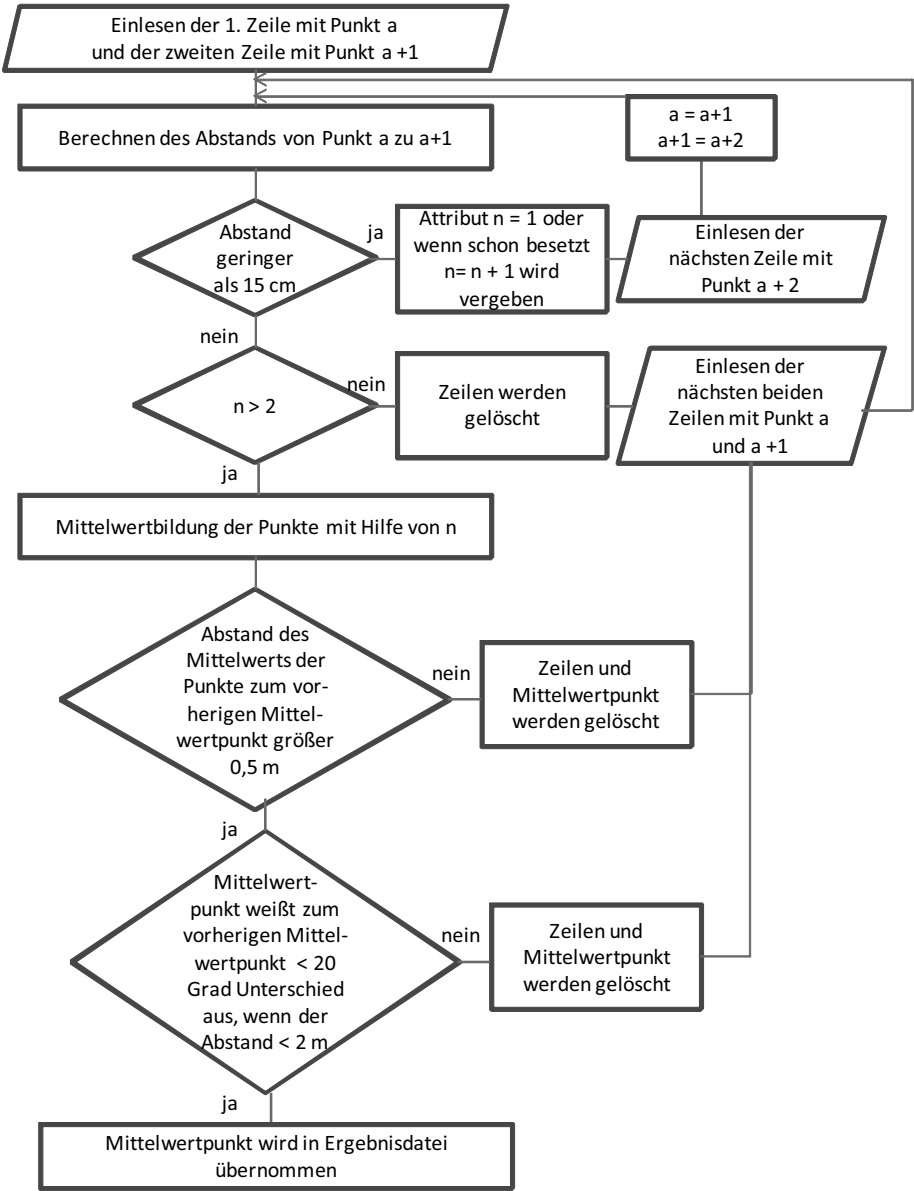 Einlesen der 1. Zeile mit Punkt a
und der zweiten Zeile mit Punkt a +1
Berechnen des Abstands von Punkt a zu a+1
a = a+1
a+1 = a+2
Abstand
geringer
als 15 cm
ja
Attribut n = 1 oder
wenn schon besetzt
n= n + 1 wird
vergeben
Einlesen der
nächsten Zeile mit
Punkt a + 2
nein
n > 2
nein
Zeilen werden
gelöscht
Einlesen der
nächsten beiden
Zeilen mit Punkt a
und a +1
ja
Mittelwertbildung der Punkte mit Hilfe von n
Abstand des
Mittelwerts der
Punkte zum vor-
herigen Mittel-
wertpunkt größer
0,5 m
nein
Zeilen und
Mittelwertpunkt
werden gelöscht
ja
Mittelwert-
punkt weißt zum
vorherigen Mittel-
wertpunkt < 20
Grad Unterschied
aus, wenn der
Abstand < 2 m
nein
Zeilen und
Mittelwertpunkt
werden gelöscht
ja
Mittelwertpunkt wird in Ergebnisdatei
übernommen